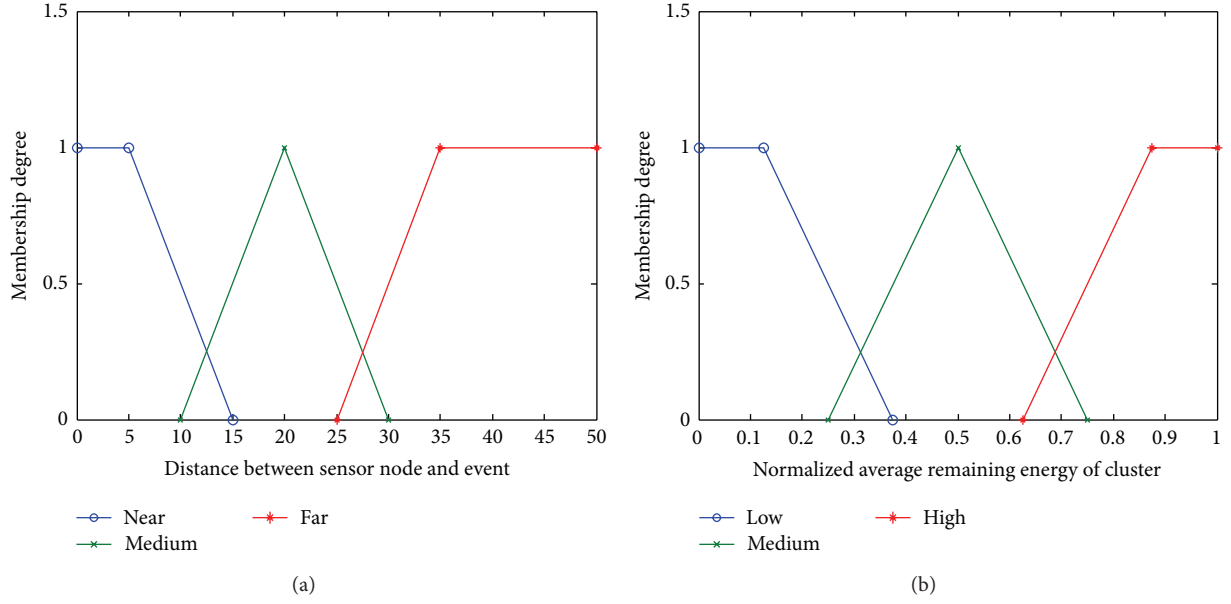 1.5
1
0.5
0
Membership degree
0 5 10 15 20 25 30 35 40 45 50
Distance between sensor node and event
Near
Far
Medium
(a)
1.5
1
0.5
0
Membership degree
0 0.1 0.2 0.3 0.4 0.5 0.6 0.7 0.8 0.9 1
Normalized average remaining energy of cluster
Low
High
Medium
(b)